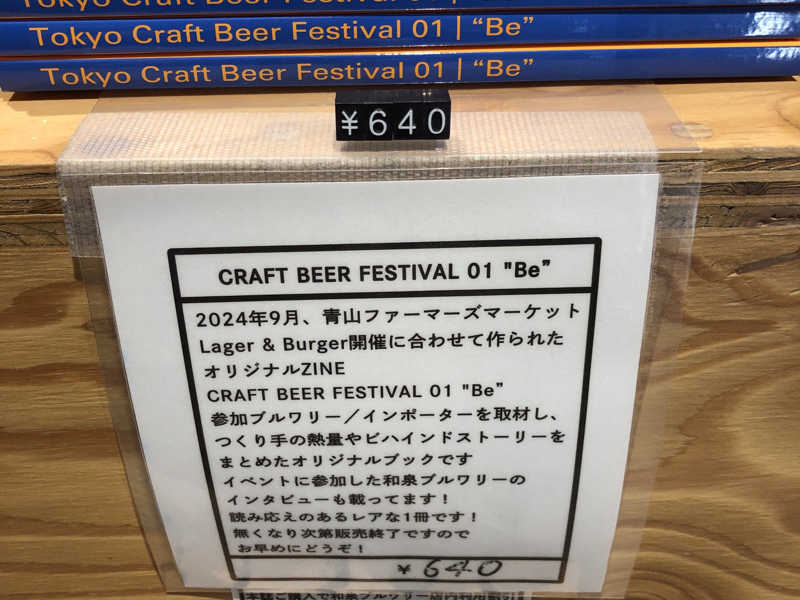 Tokyo Craft Beer Festival 01 | "Be"
Tokyo Craft Beer Festival 01 | “Be”
Tokyo Craft Beer Festival 01 | “Be”
¥640
CRAFT BEER FESTIVAL 01 "Be”
2024年9月、青山ファーマーズマーケット
Lager & Burger開催に合わせて作られた
オリジナルZINE
CRAFT BEER FESTIVAL 01 "Be”
参加ブルワリー／インポーターを取材し、
つくり手の熱量やビハインドストーリーを
まとめたオリジナルブックです
イベントに参加した和泉ブルワリーの
インタビューも載ってます！
読み応えのあるレアな1冊です！
無くなり次第販売終了ですので
お早めにどうぞ！
¥ 640